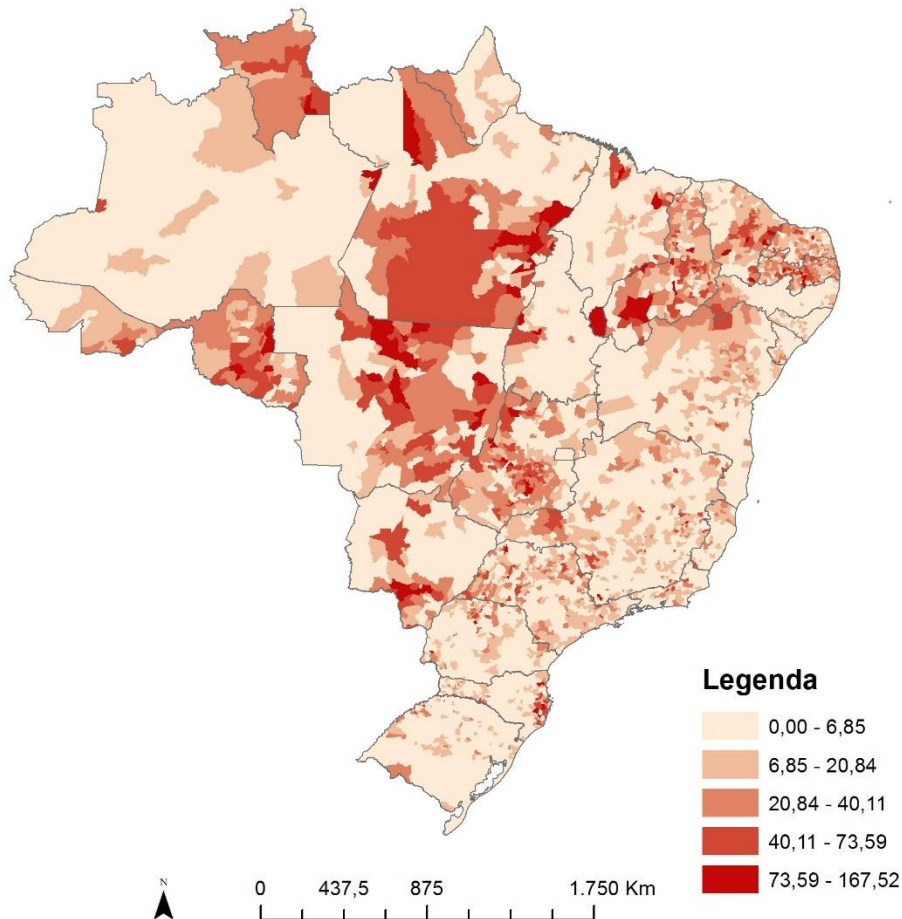 Legenda
0,00 - 6,85
6,85 - 20,84
20,84 - 40,11
40,11 - 73,59
73,59 - 167,52
N
0 437,5 875 1.750 Km